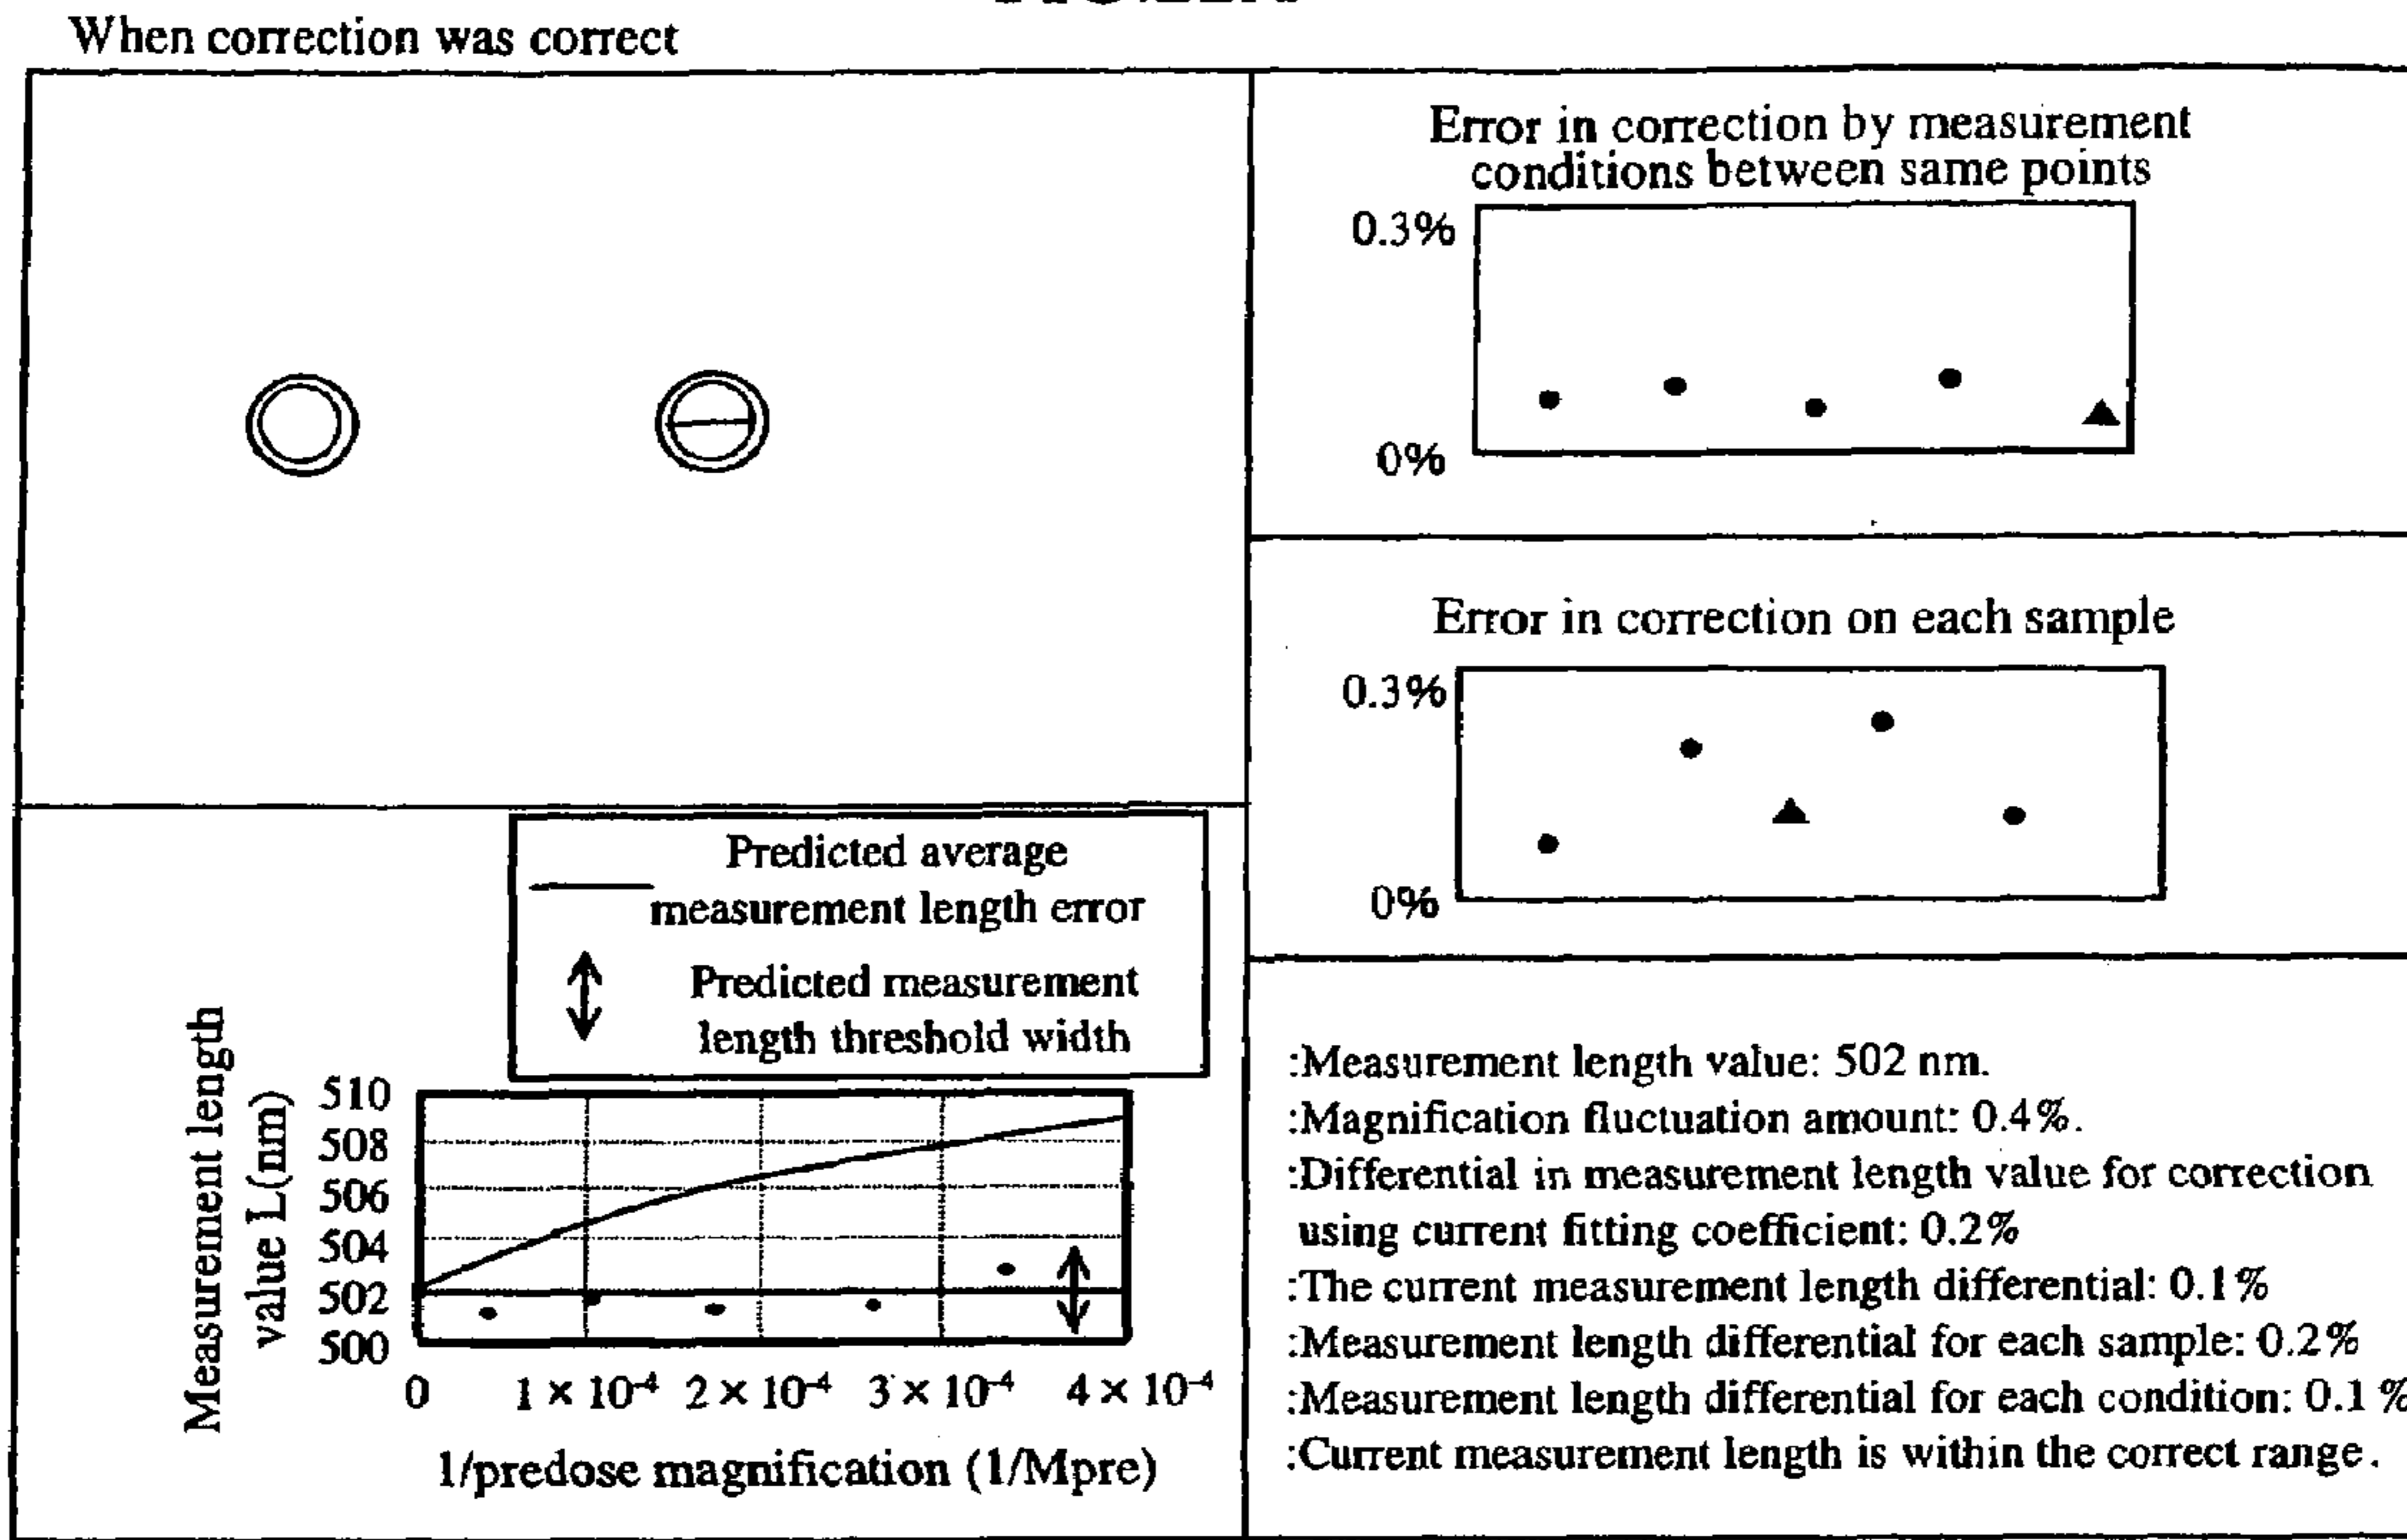 When correction was correct
Error in correction by measurement
conditions between same points
0.3%
0%
Error in correction on each sample
0.3%
0%
Predicted average
measurement length error
Predicted measurement
length threshold width
Measurement length
value L(nm)
510
508
506
504
502
500
0 1 × 10⁻⁴ 2 × 10⁻⁴ 3 × 10⁻⁴ 4 × 10⁻⁴
1/predose magnification (1/Mpre)
:Measurement length value: 502 nm.
:Magnification fluctuation amount: 0.4%.
:Differential in measurement length value for correction
using current fitting coefficient: 0.2%
:The current measurement length differential: 0.1%
:Measurement length differential for each sample: 0.2%
:Measurement length differential for each condition: 0.1%
:Current measurement length is within the correct range.